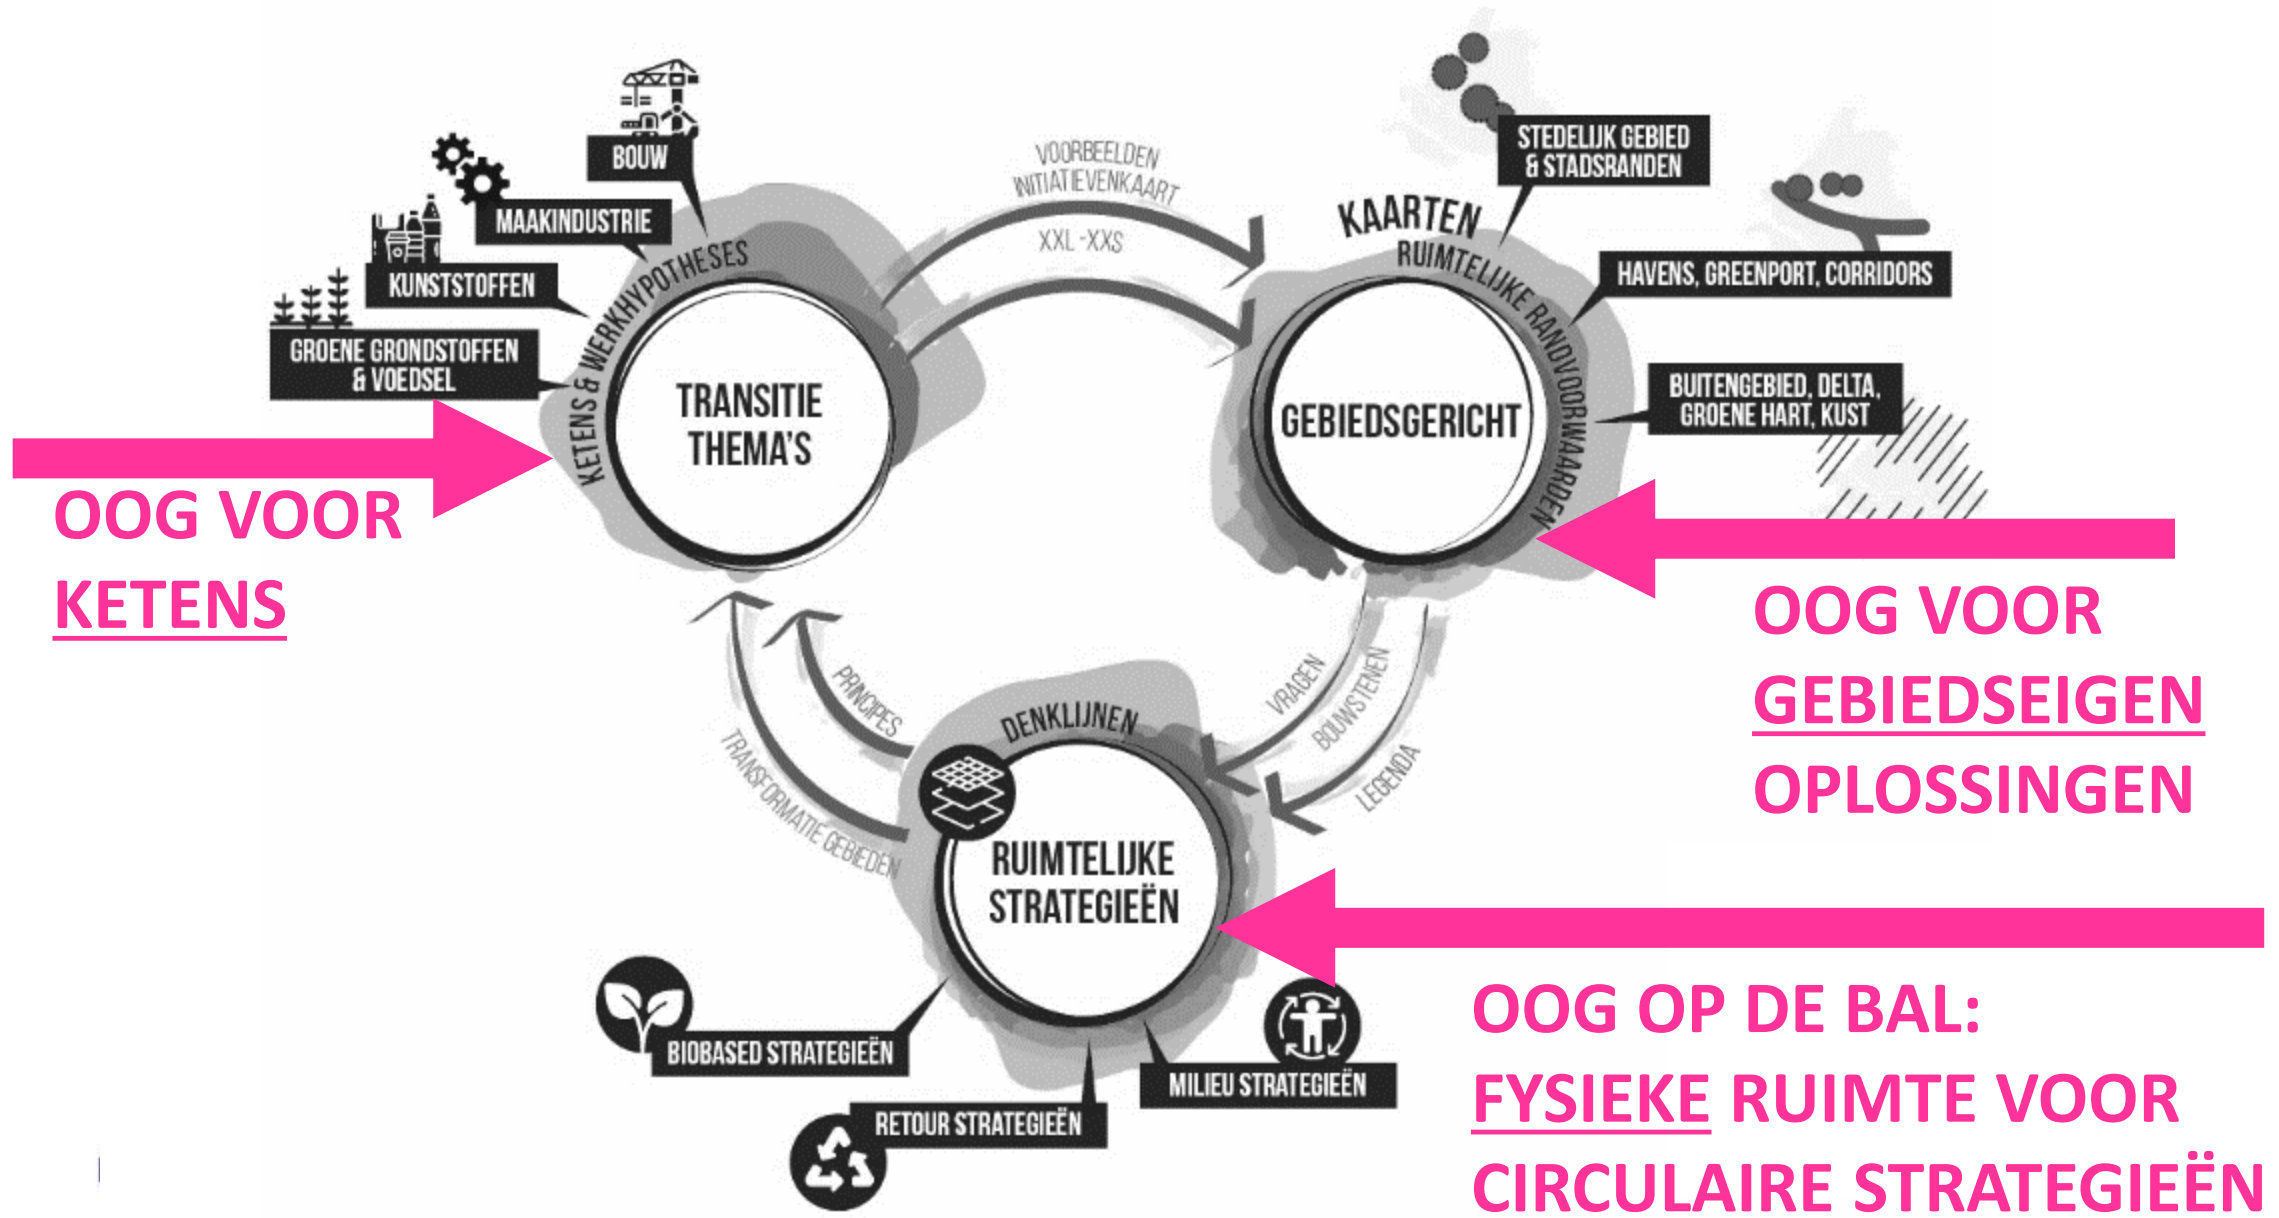 BOUW
MAAKINDUSTRIE
KUNSTSTOFFEN
GROENE GRONDSTOFFEN
& VOEDSEL
KETENS & WERKHYPOTHESES
TRANSITIE
THEMA'S
OOG VOOR
KETENS
VOORBEELDEN
INITIATIEVENKAART
XXL-XXS
KAARTEN
RUIMTELIJKE RANDVOORWAARDEN
GEBIEDSGERICHT
STEDELIJK GEBIED
& STADSRANDEN
HAVENS, GREENPORT, CORRIDORS
BUITENGEBIED, DELTA,
GROENE HART, KUST
OOG VOOR
GEBIEDSEIGEN
OPLOSSINGEN
VRAGEN
BOUWSTENEN
LEGENDA
PRINCIPES
TRANSFORMATIE GEBIEDEN
DENKLIJNEN
RUIMTELIJKE
STRATEGIEËN
BIOBASED STRATEGIEËN
RETOUR STRATEGIEËN
MILIEU STRATEGIEËN
OOG OP DE BAL:
FYSIEKE RUIMTE VOOR
CIRCULAIRE STRATEGIEËN